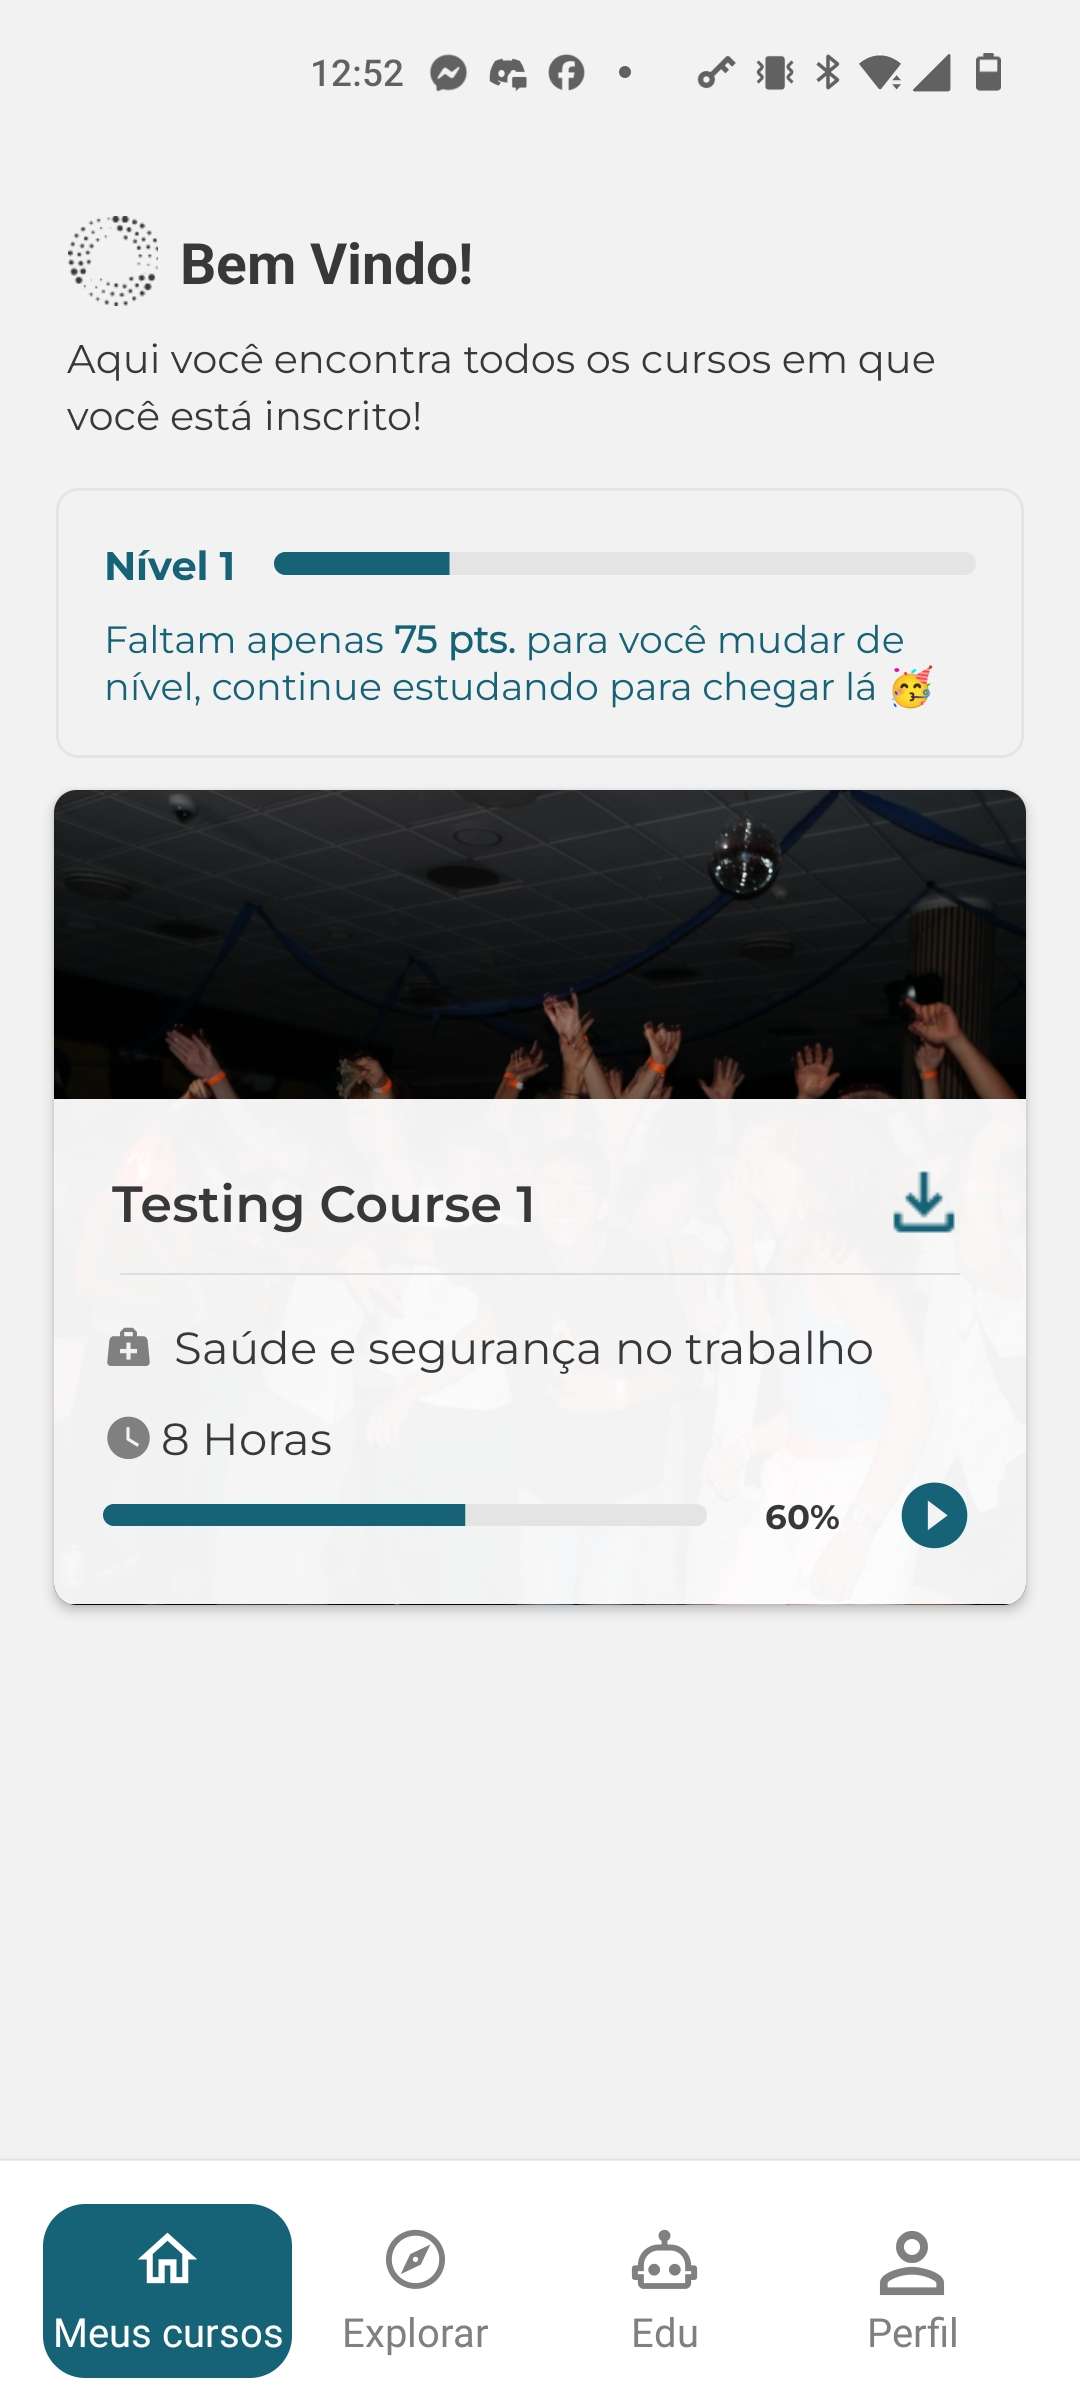 12:52
Bem Vindo!
Aqui você encontra todos os cursos em que
você está inscrito!
Nível 1
Faltam apenas 75 pts. para você mudar de
nível, continue estudando para chegar lá 🥳
Testing Course 1
Saúde e segurança no trabalho
8 Horas
60%
Meus cursos
Explorar
Edu
Perfil